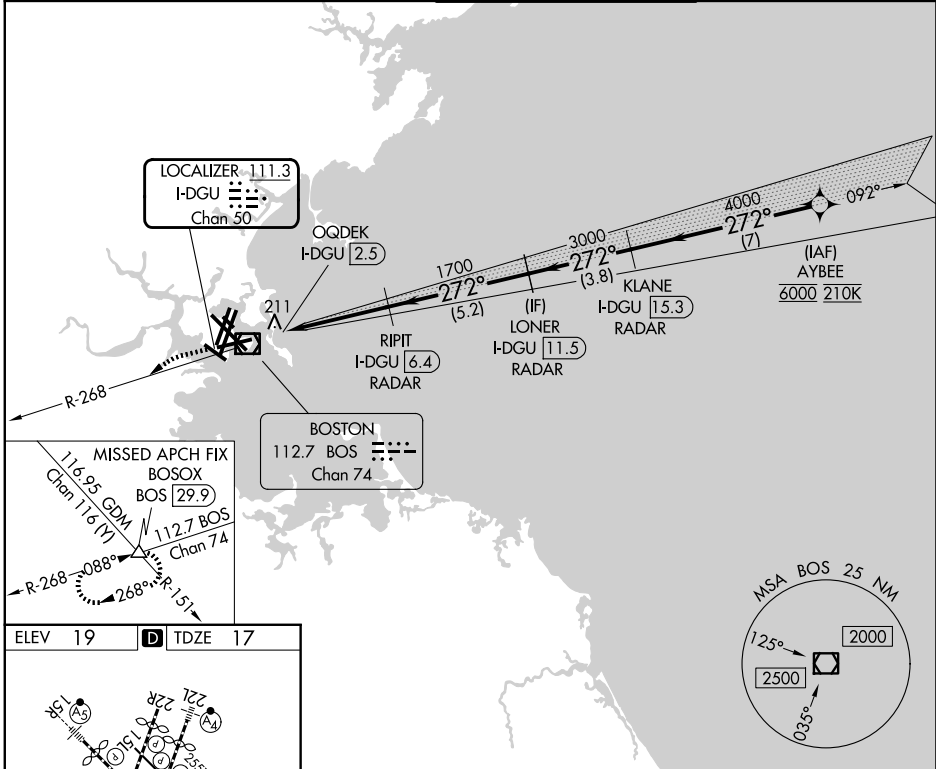 LOCALIZER 111.3
I-DGU
Chan 50
OQDEK
I-DGU 2.5
211
1700
272°
(5.2)
3000
272°
(3.8)
4000
272°
(7)
092°
(IAF)
AYBEE
6000 210K
KLANE
I-DGU 15.3
RADAR
(IF)
LONER
I-DGU 11.5
RADAR
RIPIT
I-DGU 6.4
RADAR
R-268
BOSTON
112.7 BOS
Chan 74
MISSED APCH FIX
BOSOX
BOS 29.9
116.95 GDM
Chan 116 (Y)
112.7 BOS
Chan 74
R-268
088°
268°
R-151
MSA BOS 25 NM
125°
2000
2500
035°
ELEV 19
D
TDZE 17
15R
A5
22R
22L
A4
15L
P
P